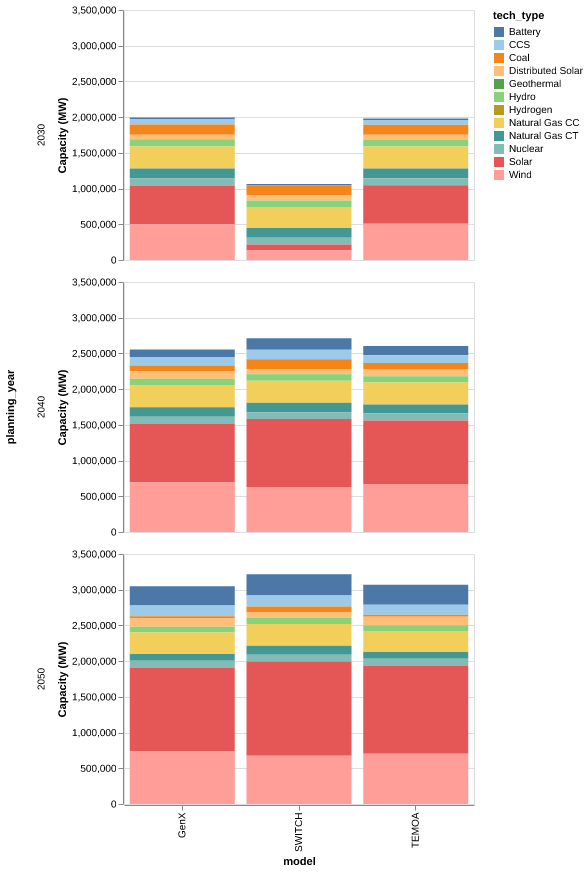 tech_type
Battery
CCS
Coal
Distributed Solar
Geothermal
Hydro
Hydrogen
Natural Gas CC
Natural Gas CT
Nuclear
Solar
Wind
planning_year
2030
Capacity (MW)
3,500,000
3,000,000
2,500,000
2,000,000
1,500,000
1,000,000
500,000
0
2040
Capacity (MW)
3,500,000
3,000,000
2,500,000
2,000,000
1,500,000
1,000,000
500,000
0
2050
Capacity (MW)
3,500,000
3,000,000
2,500,000
2,000,000
1,500,000
1,000,000
500,000
0
GenX
SWITCH
TEMOA
model